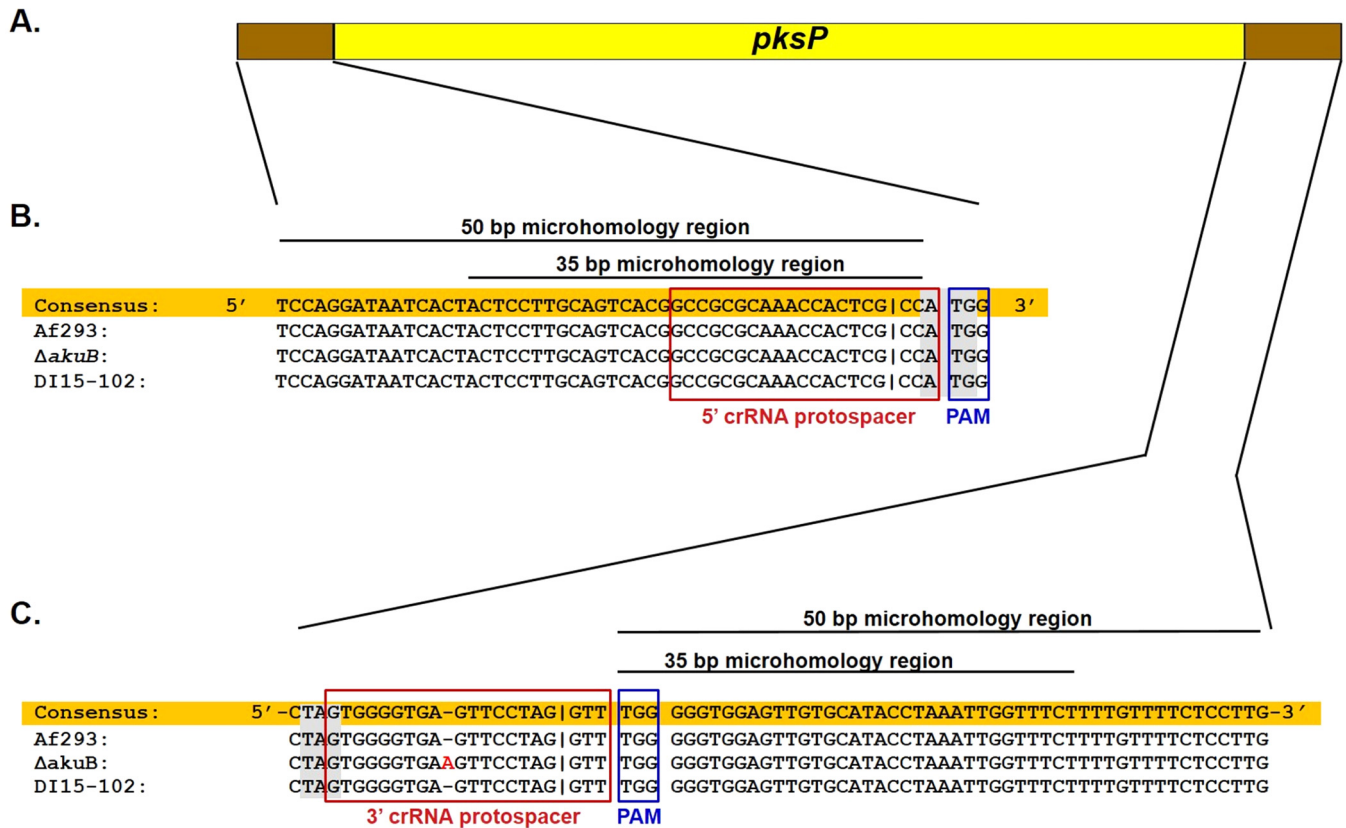 A.
pksP
B.
50 bp microhomology region
35 bp microhomology region
Consensus: 5′ TCCAGGATAATCACTACTCCTTGCAGTCACGGCCGCGCAAACCACTCG|CCA TGG 3′
Af293: TCCAGGATAATCACTACTCCTTGCAGTCACGGCCGCGCAAACCACTCG|CCA TGG
ΔakuB: TCCAGGATAATCACTACTCCTTGCAGTCACGGCCGCGCAAACCACTCG|CCA TGG
DI15-102: TCCAGGATAATCACTACTCCTTGCAGTCACGGCCGCGCAAACCACTCG|CCA TGG
5’ crRNA protospacer PAM
C.
50 bp microhomology region
35 bp microhomology region
Consensus: 5′-CTAGTGGGGTGA-GTTCCTAG|GTT TGG GGGTGGAGTTGTGCATACCTAAATTGGTTTCTTTTGTTTTCTCCTTG-3′
Af293: CTAGTGGGGTGA-GTTCCTAG|GTT TGG GGGTGGAGTTGTGCATACCTAAATTGGTTTCTTTTGTTTTCTCCTTG
ΔakuB: CTAGTGGGGTGAAGTTCCTAG|GTT TGG GGGTGGAGTTGTGCATACCTAAATTGGTTTCTTTTGTTTTCTCCTTG
DI15-102: CTAGTGGGGTGA-GTTCCTAG|GTT TGG GGGTGGAGTTGTGCATACCTAAATTGGTTTCTTTTGTTTTCTCCTTG
3’ crRNA protospacer PAM